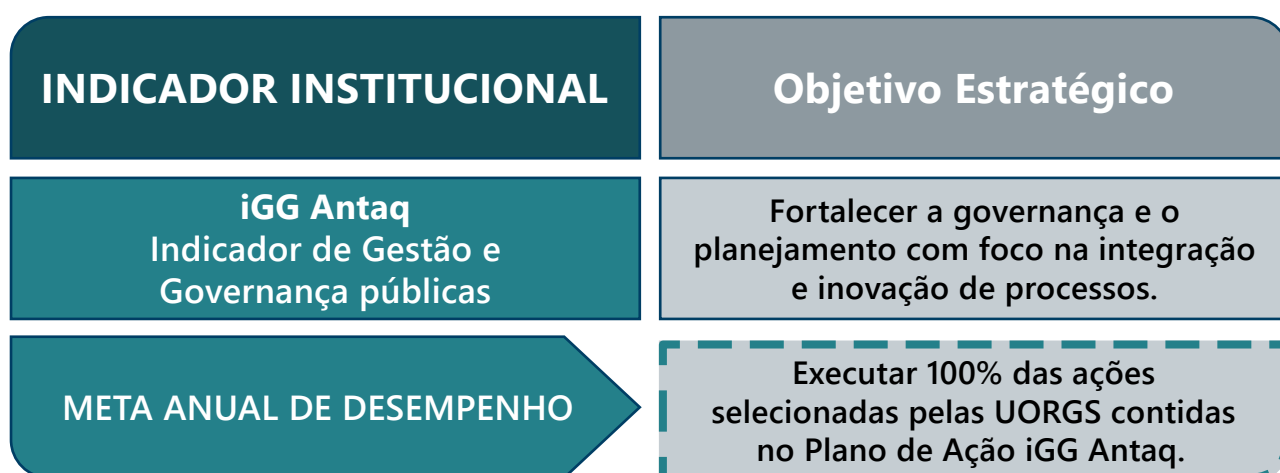 INDICADOR INSTITUCIONAL
Objetivo Estratégico
iGG Antaq
Indicador de Gestão e
Governança públicas
Fortalecer a governança e o
planejamento com foco na integração
e inovação de processos.
META ANUAL DE DESEMPENHO
Executar 100% das ações
selecionadas pelas UORGS contidas
no Plano de Ação iGG Antaq.